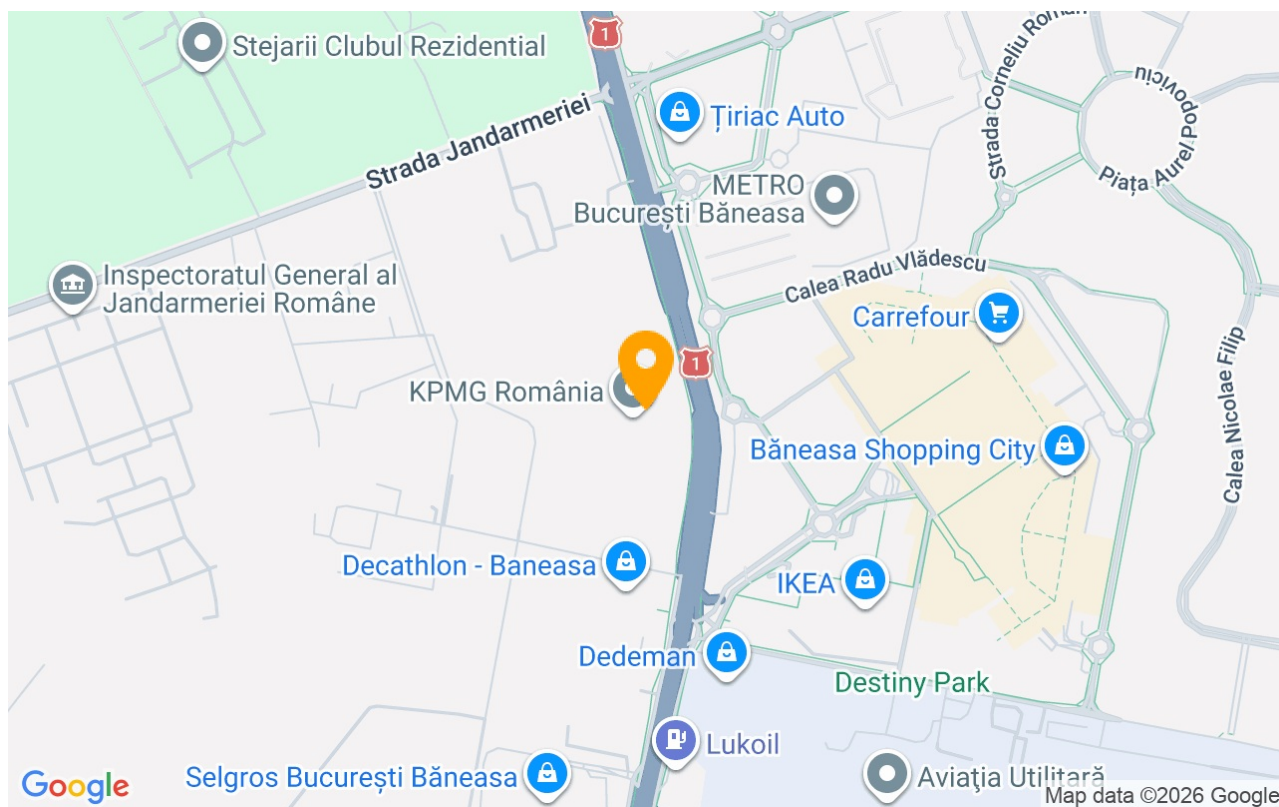 Stejarii Clubul Rezidential
1
Strada Jandarmeriei
Țiriac Auto
Strada Corneliu Roman
Popoviciu
Piața Aurel
METRO
București Băneasa
Inspectoratul General al
Jandarmeriei Române
Calea Radu Vlădescu
Carrefour
Calea Nicolae Filip
1
KPMG România
Băneasa Shopping City
Decathlon - Baneasa
IKEA
Dedeman
Destiny Park
Lukoil
Selgros București Băneasa
Aviaţia Utilitară
Google
Map data ©2026 Google